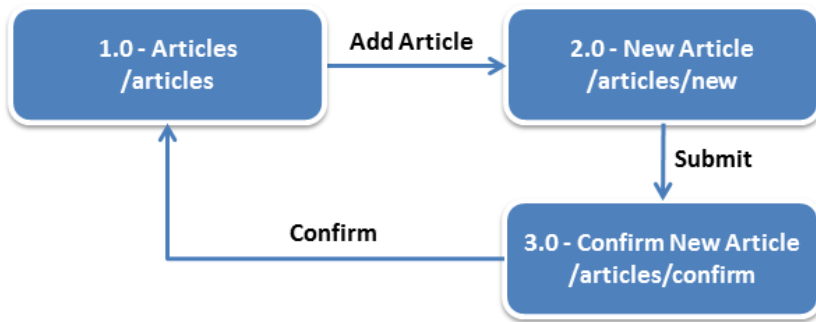 1.0 - Articles
/articles
Add Article
2.0 - New Article
/articles/new
Submit
3.0 - Confirm New Article
/articles/confirm
Confirm